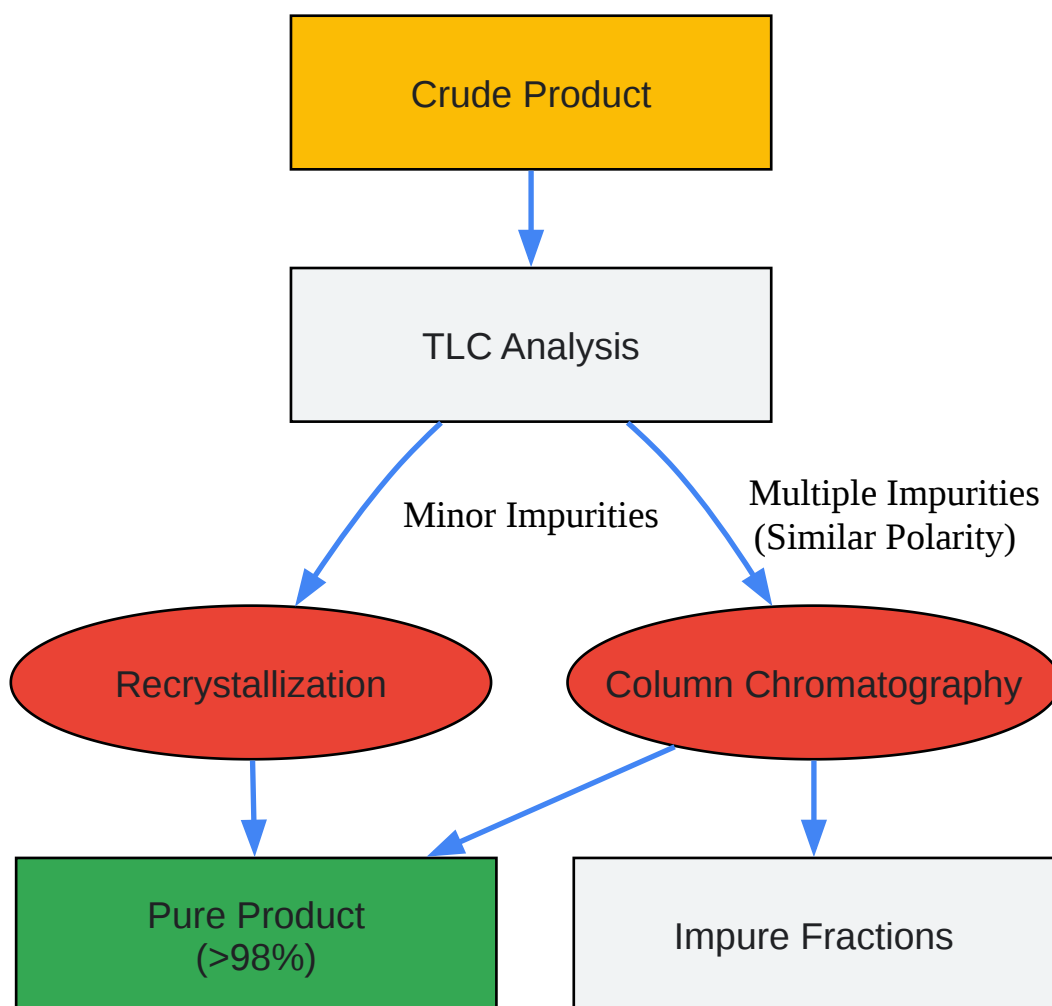 Crude Product
TLC Analysis
Minor Impurities
Multiple Impurities
(Similar Polarity)
Recrystallization
Column Chromatography
Pure Product
(>98%)
Impure Fractions